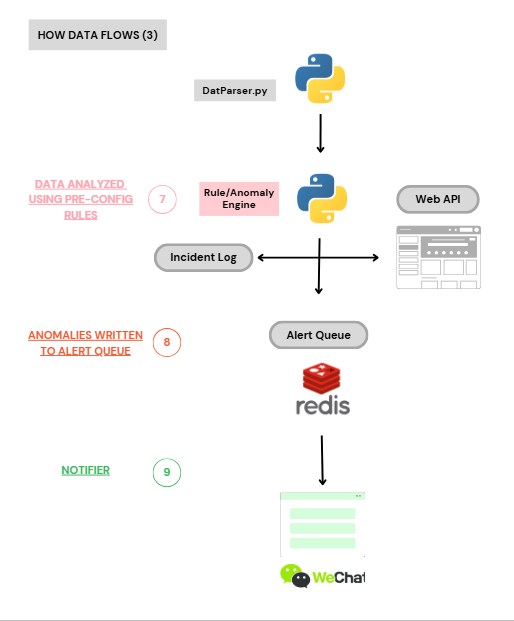 HOW DATA FLOWS (3)
DatParser.py
DATA ANALYZED
USING PRE-CONFIG
RULES
7
Rule/Anomaly
Engine
Web API
Incident Log
ANOMALIES WRITTEN
TO ALERT QUEUE
8
Alert Queue
redis
NOTIFIER
9
WeChat